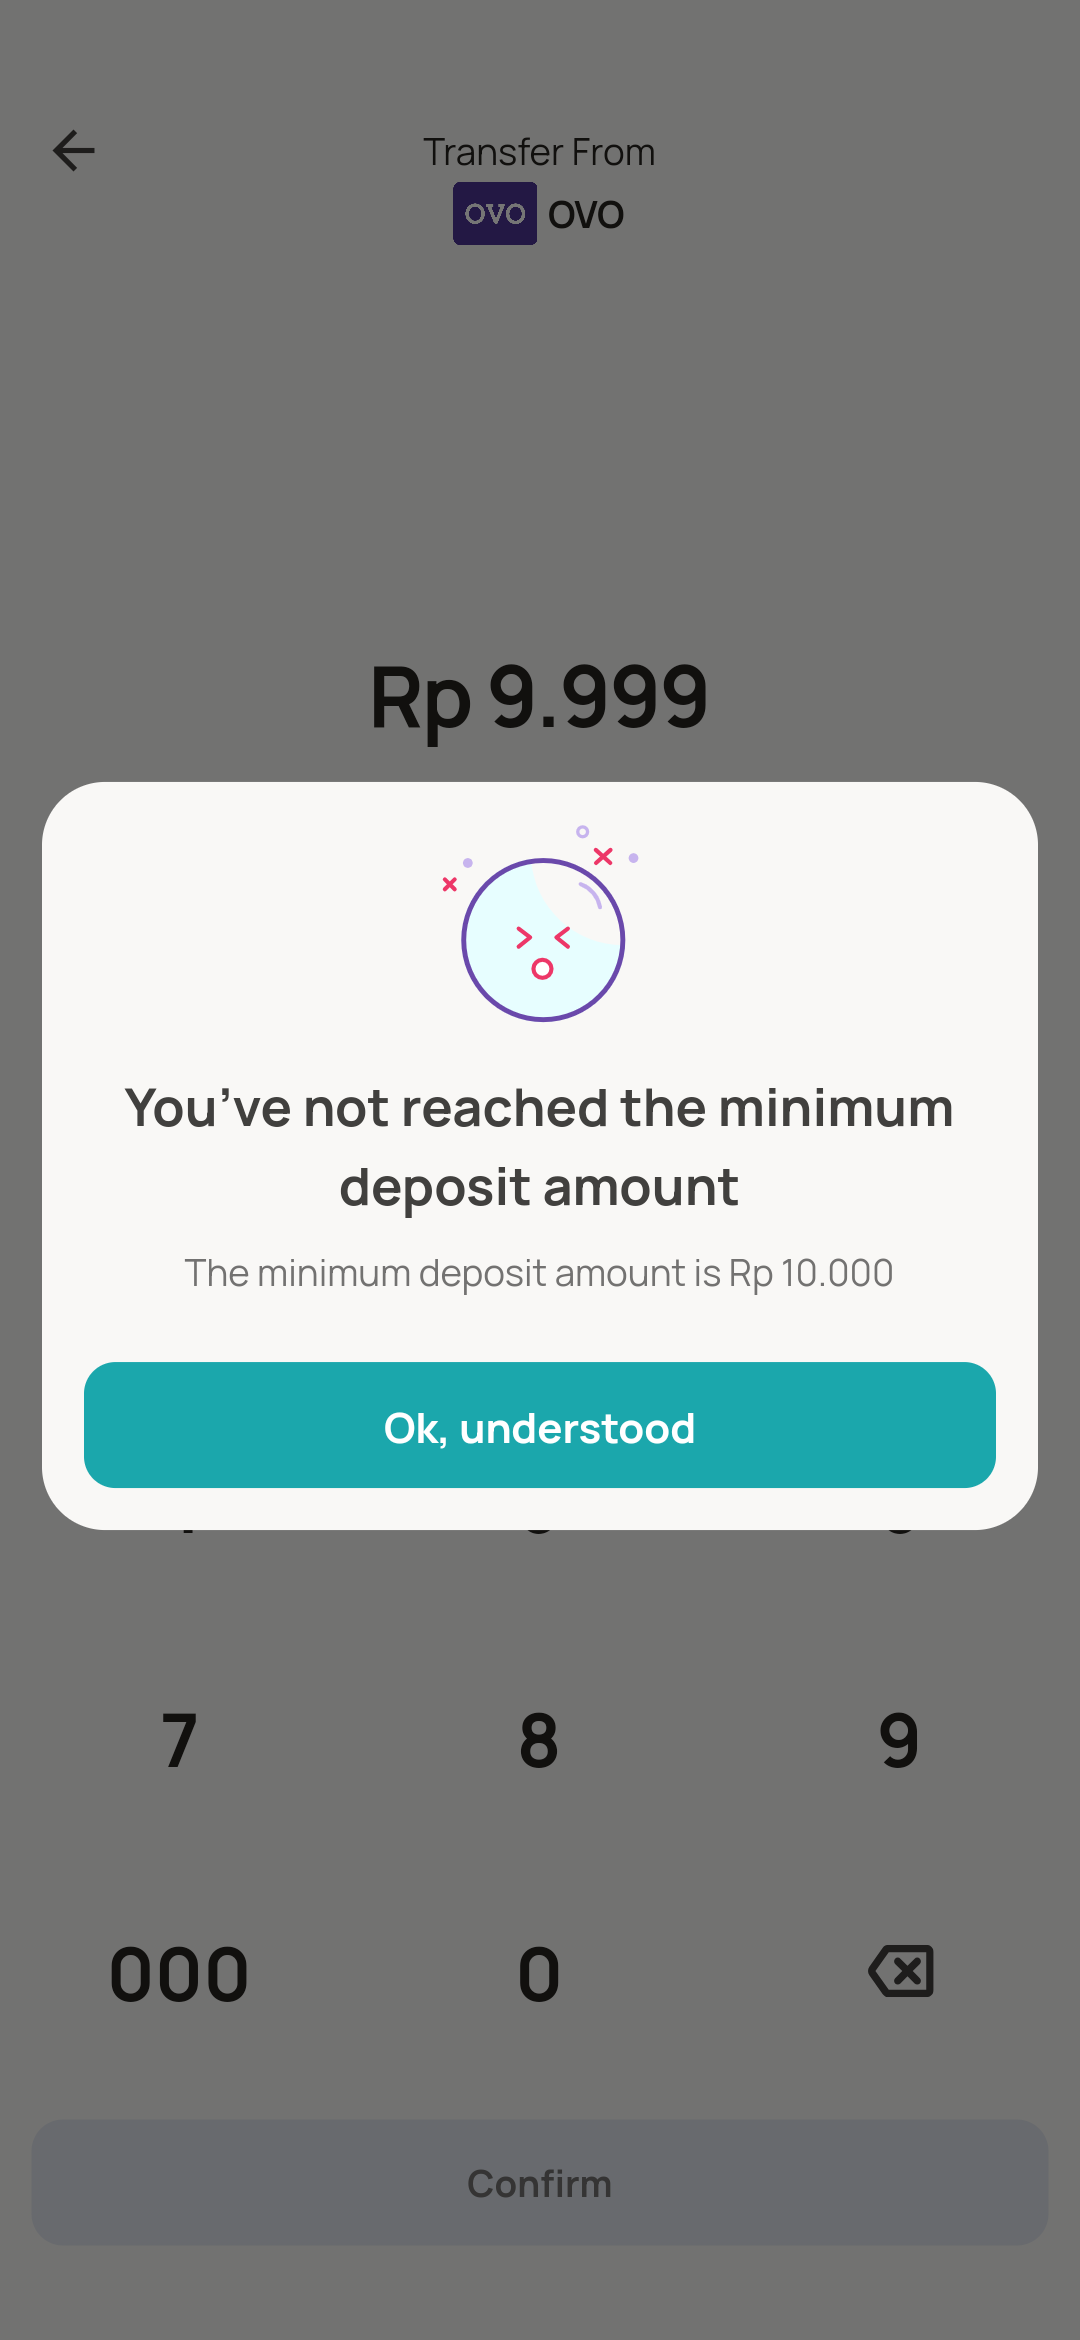 Transfer From
OVO OVO
Rp 9.999
You've not reached the minimum
deposit amount
The minimum deposit amount is Rp 10.000
Ok, understood
7 8 9
000 0
Confirm